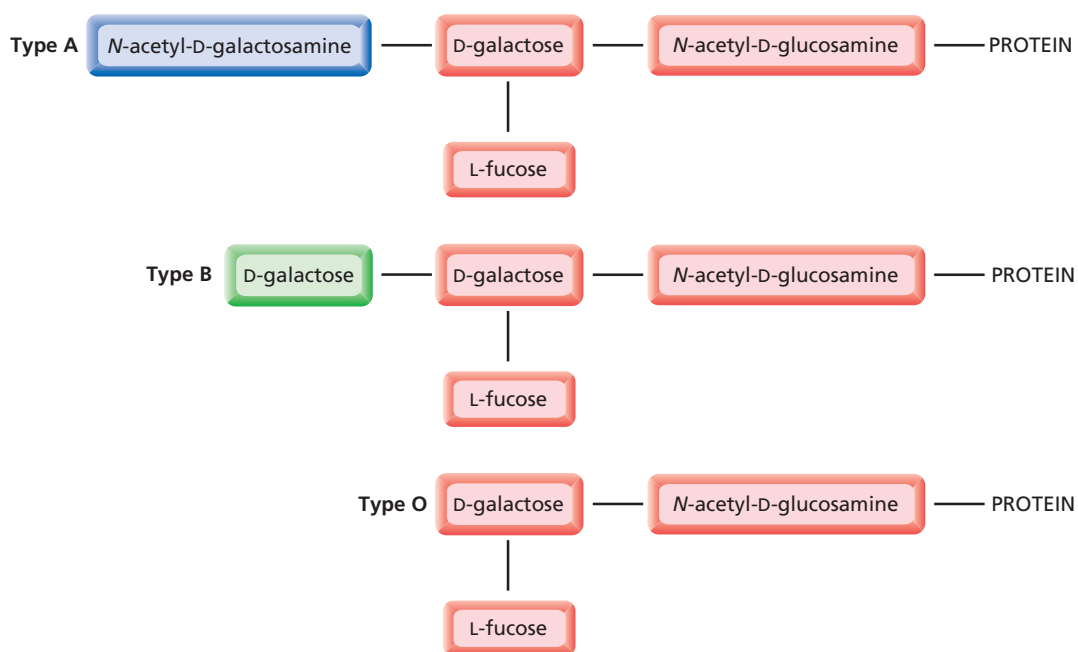 Type A N-acetyl-D-galactosamine D-galactose N-acetyl-D-glucosamine PROTEIN
L-fucose
Type B D-galactose D-galactose N-acetyl-D-glucosamine PROTEIN
L-fucose
Type O D-galactose N-acetyl-D-glucosamine PROTEIN
L-fucose